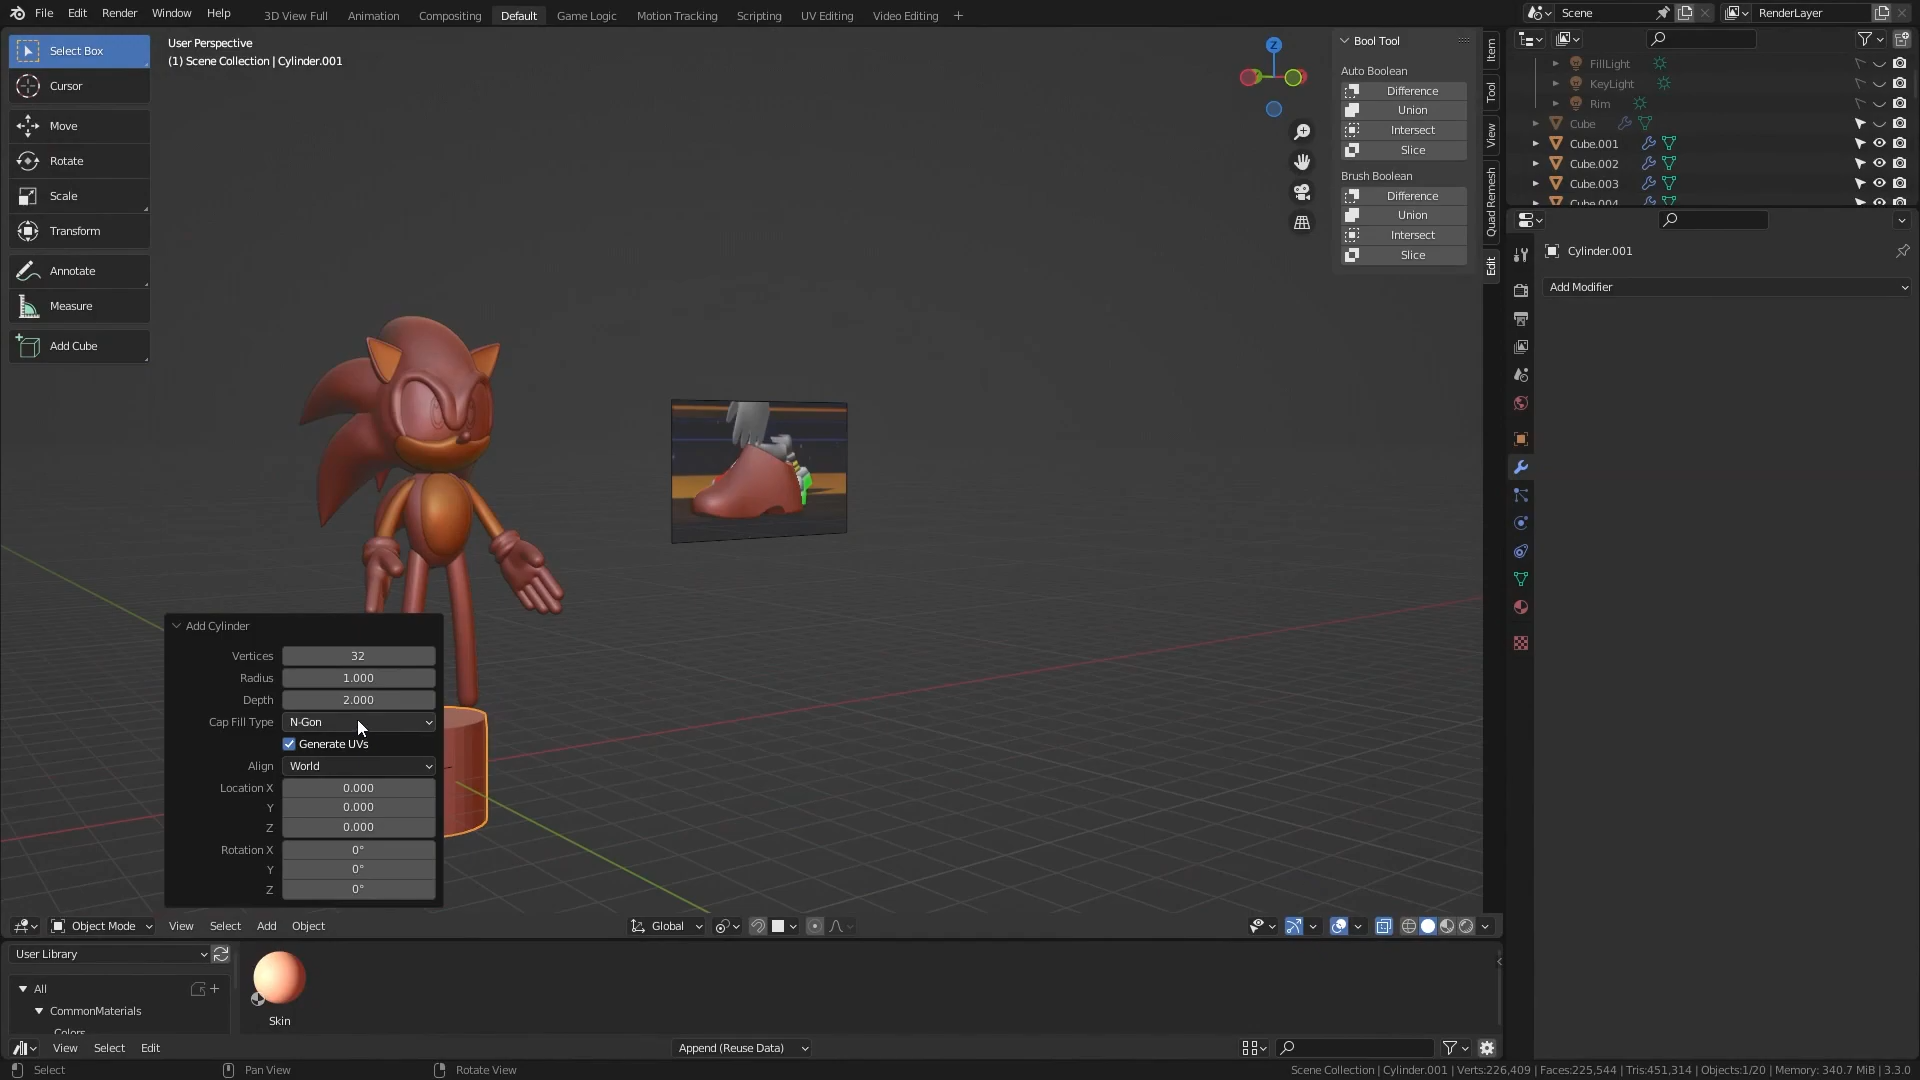 File Edit Render Window Help
3D View Full Animation Compositing Default Game Logic Motion Tracking Scripting UV Editing Video Editing +
Scene
RenderLayer
Select Box
Cursor
Move
Rotate
Scale
Transform
Annotate
Measure
Add Cube
User Perspective
(1) Scene Collection | Cylinder.001
Z
Bool Tool
Auto Boolean
Difference
Union
Intersect
Slice
Brush Boolean
Difference
Union
Intersect
Slice
Item
Tool
View
Quad Remesh
Edit
FillLight
KeyLight
Rim
Cube
Cube.001
Cube.002
Cube.003
Cube.004
Cylinder.001
Add Modifier
Add Cylinder
Vertices 32
Radius 1.000
Depth 2.000
Cap Fill Type N-Gon
Generate UVs
Align World
Location X 0.000
Y 0.000
Z 0.000
Rotation X 0°
Y 0°
Z 0°
Object Mode View Select Add Object
Global
User Library
All
CommonMaterials
Colors
Skin
View Select Edit
Append (Reuse Data)
Select
Pan View
Rotate View
Scene Collection | Cylinder.001 | Verts:226,409 | Faces:225,544 | Tris:451,314 | Objects:1/20 | Memory: 340.7 MiB | 3.3.0